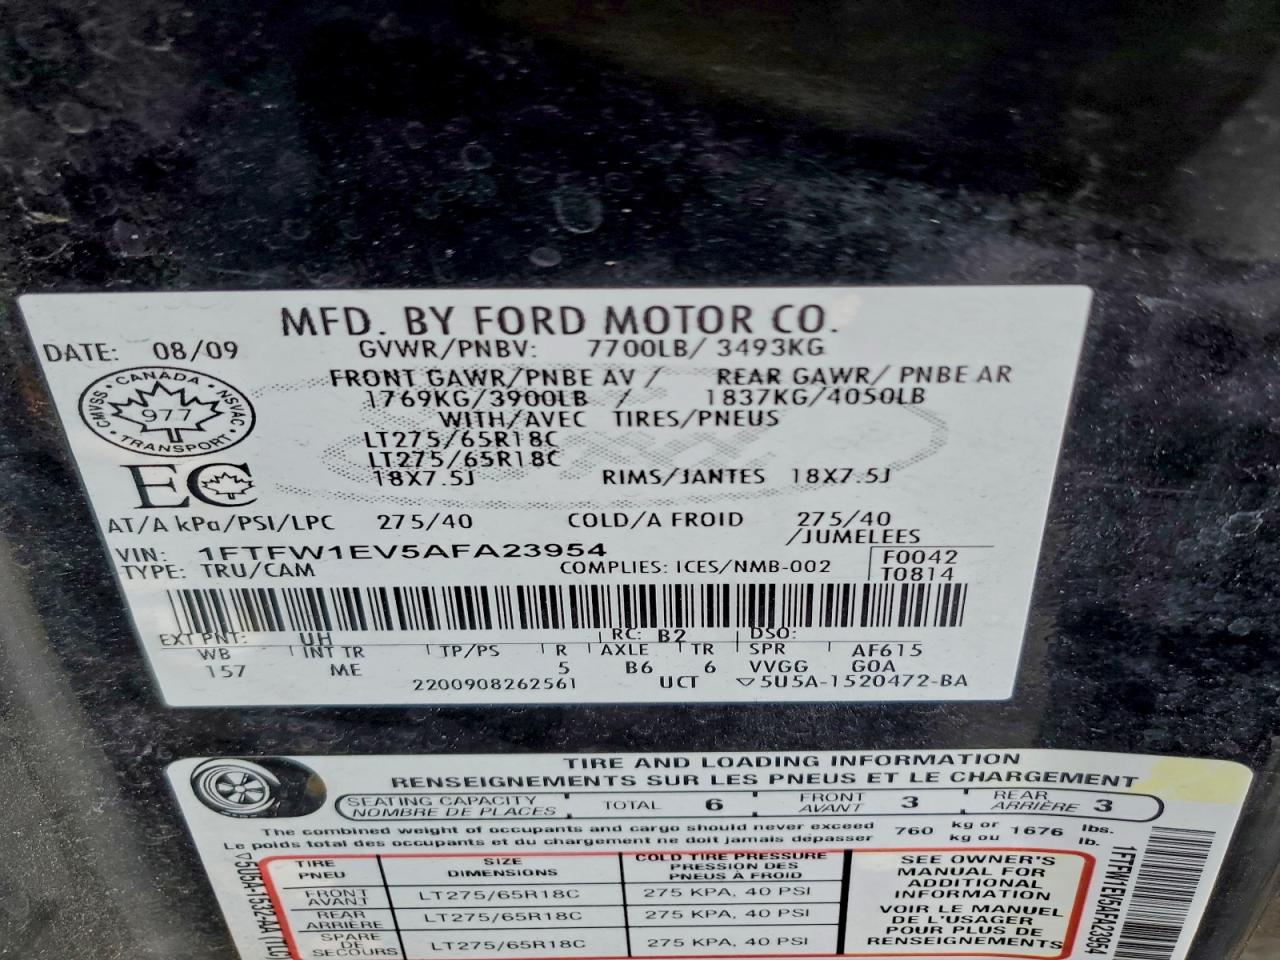 MFD. BY FORD MOTOR CO.
DATE: 08/09 GVWR/PNBV: 7700LB/ 3493KG
FRONT GAWR/PNBE AV / REAR GAWR/ PNBE AR
1769KG/3900LB / 1837KG/4050LB
WITH/AVEC TIRES/PNEUS
LT275/65R18C
LT275/65R18C
18X7.5J RIMS/JANTES 18X7.5J
CANADA
CMVSS 977 NSVAC
TRANSPORT
EC
AT/A kPa/PSI/LPC 275/40 COLD/A FROID 275/40
/JUMELEES
VIN: 1FTFW1EV5AFA23954
TYPE: TRU/CAM COMPLIES: ICES/NMB-002
F0042
T0814
EXT PNT: UH RC: B2 DSO:
WB INT TR TP/PS R AXLE TR SPR AF615
157 ME 5 B6 6 VVGG G0A
2200908262561 UCT ▽5U5A-1520472-BA
TIRE AND LOADING INFORMATION
RENSEIGNEMENTS SUR LES PNEUS ET LE CHARGEMENT
SEATING CAPACITY
NOMBRE DE PLACES
TOTAL 6
FRONT
AVANT 3
REAR
ARRIÈRE 3
The combined weight of occupants and cargo should never exceed 760 kg or 1676 lbs.
Le poids total des occupants et du chargement ne doit jamais dépasser kg ou lb.
TIRE
PNEU
SIZE
DIMENSIONS
COLD TIRE PRESSURE
PRESSION DES
PNEUS À FROID
FRONT
AVANT
LT275/65R18C 275 KPA, 40 PSI
REAR
ARRIÈRE
LT275/65R18C 275 KPA, 40 PSI
SPARE
DE
SECOURS
LT275/65R18C 275 KPA, 40 PSI
SEE OWNER'S
MANUAL FOR
ADDITIONAL
INFORMATION
VOIR LE MANUEL
DE L'USAGER
POUR PLUS DE
RENSEIGNEMENTS
1FTFW1EV5AFA23954